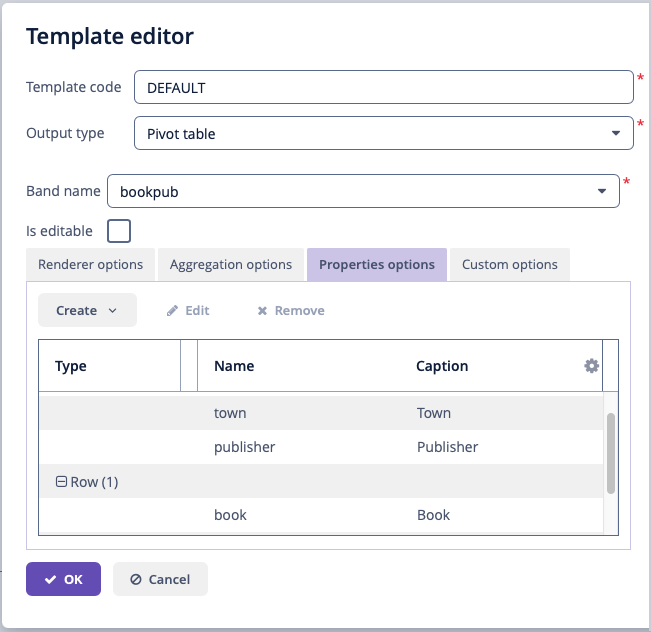 Template editor
Template code DEFAULT *
Output type Pivot table *
Band name bookpub *
Is editable
Renderer options Aggregation options Properties options Custom options
Create Edit Remove
Type Name Caption
town Town
publisher Publisher
Row (1)
book Book
OK Cancel